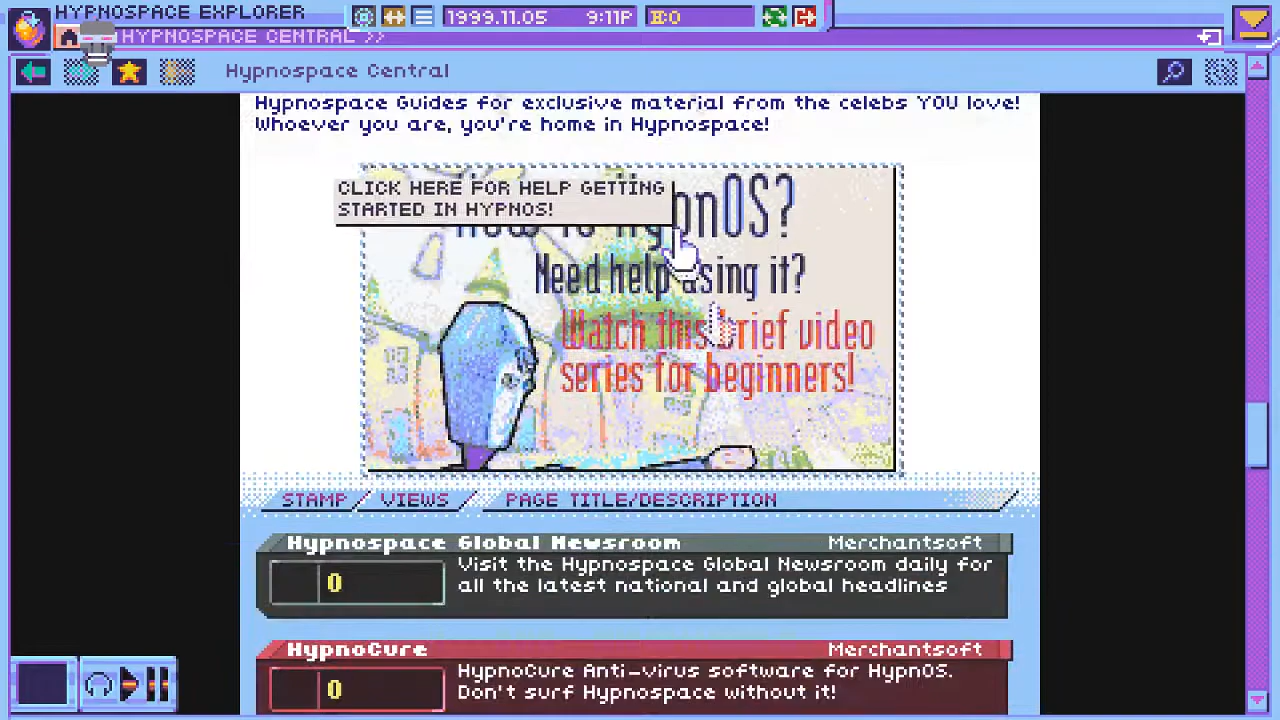 HYPNOSPACE EXPLORER
1999.11.05 9:11P :0
HYPNOSPACE CENTRAL >>
Hypnospace Central
Hypnospace Guides for exclusive material from the celebs YOU love!
Whoever you are, you're home in Hypnospace!
CLICK HERE FOR HELP GETTING
STARTED IN HYPNOS!
to HypnOS?
Need help using it?
Watch this brief video
series for beginners!
STAMP VIEWS PAGE TITLE/DESCRIPTION
Hypnospace Global Newsroom Merchantsoft
0
Visit the Hypnospace Global Newsroom daily for
all the latest national and global headlines
HypnoCure Merchantsoft
0
HypnoCure Anti-virus software for HypnOS.
Don't surf Hypnospace without it!